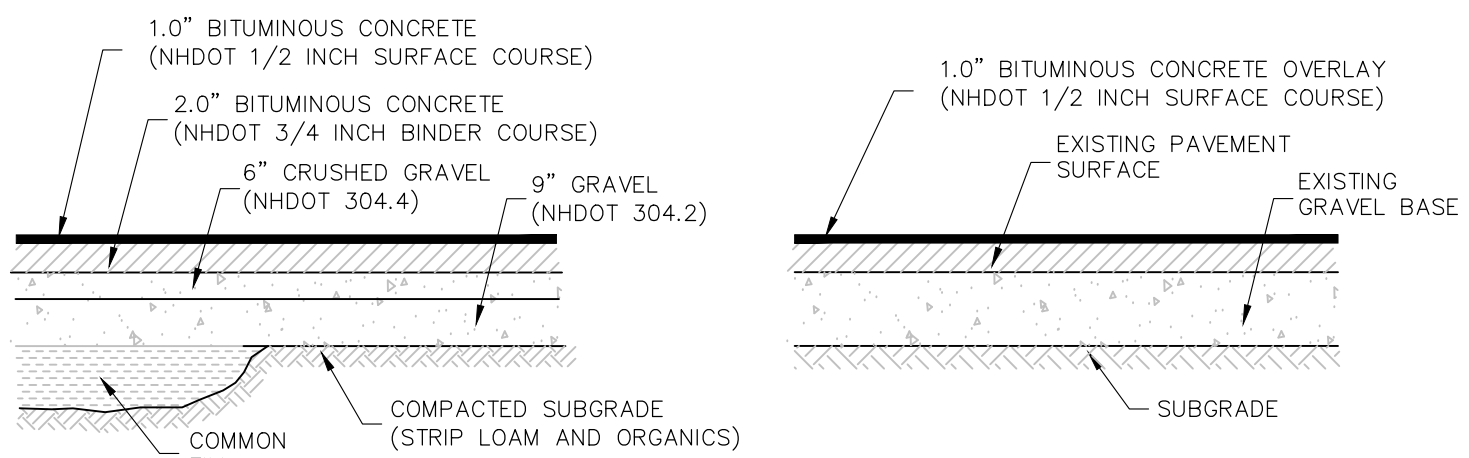 1.0” BITUMINOUS CONCRETE
(NHDOT 1/2 INCH SURFACE COURSE)
2.0” BITUMINOUS CONCRETE
(NHDOT 3/4 INCH BINDER COURSE)
6” CRUSHED GRAVEL
(NHDOT 304.4)
9” GRAVEL
(NHDOT 304.2)
COMPACTED SUBGRADE
(STRIP LOAM AND ORGANICS)
COMMON
1.0” BITUMINOUS CONCRETE OVERLAY
(NHDOT 1/2 INCH SURFACE COURSE)
EXISTING PAVEMENT
SURFACE
EXISTING
GRAVEL BASE
SUBGRADE